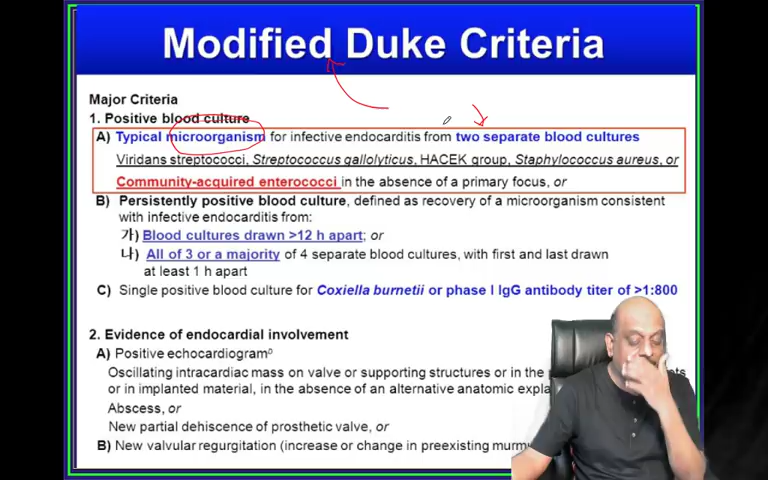 Modified Duke Criteria
Major Criteria
1. Positive blood culture
A) Typical microorganism for infective endocarditis from two separate blood cultures
Viridans streptococci, Streptococcus gallolyticus, HACEK group, Staphylococcus aureus, or
Community-acquired enterococci in the absence of a primary focus, or
B) Persistently positive blood culture, defined as recovery of a microorganism consistent
with infective endocarditis from:
가) Blood cultures drawn >12 h apart; or
나) All of 3 or a majority of 4 separate blood cultures, with first and last drawn
at least 1 h apart
C) Single positive blood culture for Coxiella burnetii or phase I IgG antibody titer of >1:800
2. Evidence of endocardial involvement
A) Positive echocardiogram
Oscillating intracardiac mass on valve or supporting structures or in the
or in implanted material, in the absence of an alternative anatomic
Abscess, or
New partial dehiscence of prosthetic valve, or
B) New valvular regurgitation (increase or change in preexisting